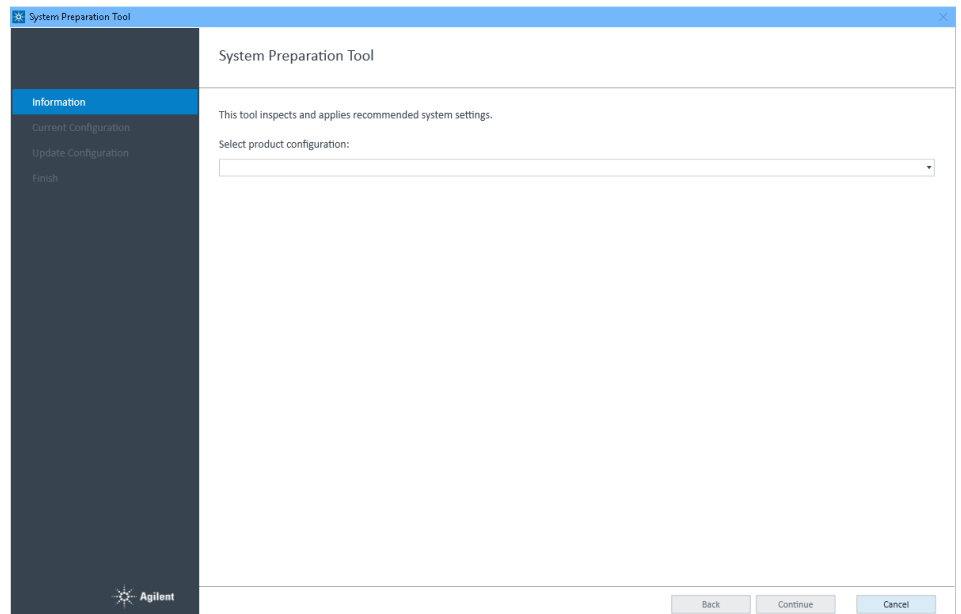 System Preparation Tool
System Preparation Tool
Information
Current Configuration
Update Configuration
Finish
This tool inspects and applies recommended system settings.
Select product configuration:
Agilent
Back
Continue
Cancel